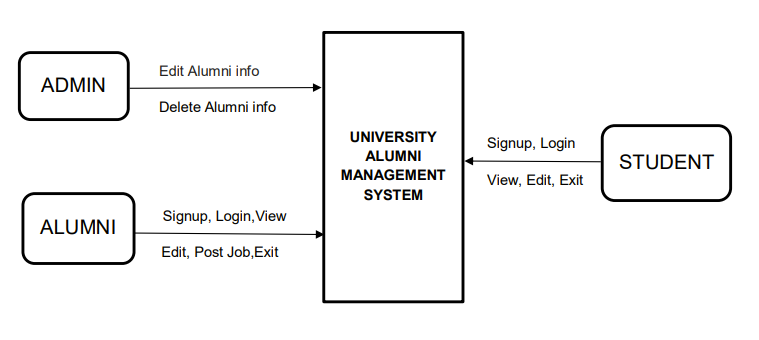 ADMIN
Edit Alumni info
Delete Alumni info
UNIVERSITY
ALUMNI
MANAGEMENT
SYSTEM
Signup, Login
View, Edit, Exit
STUDENT
ALUMNI
Signup, Login,View
Edit, Post Job,Exit